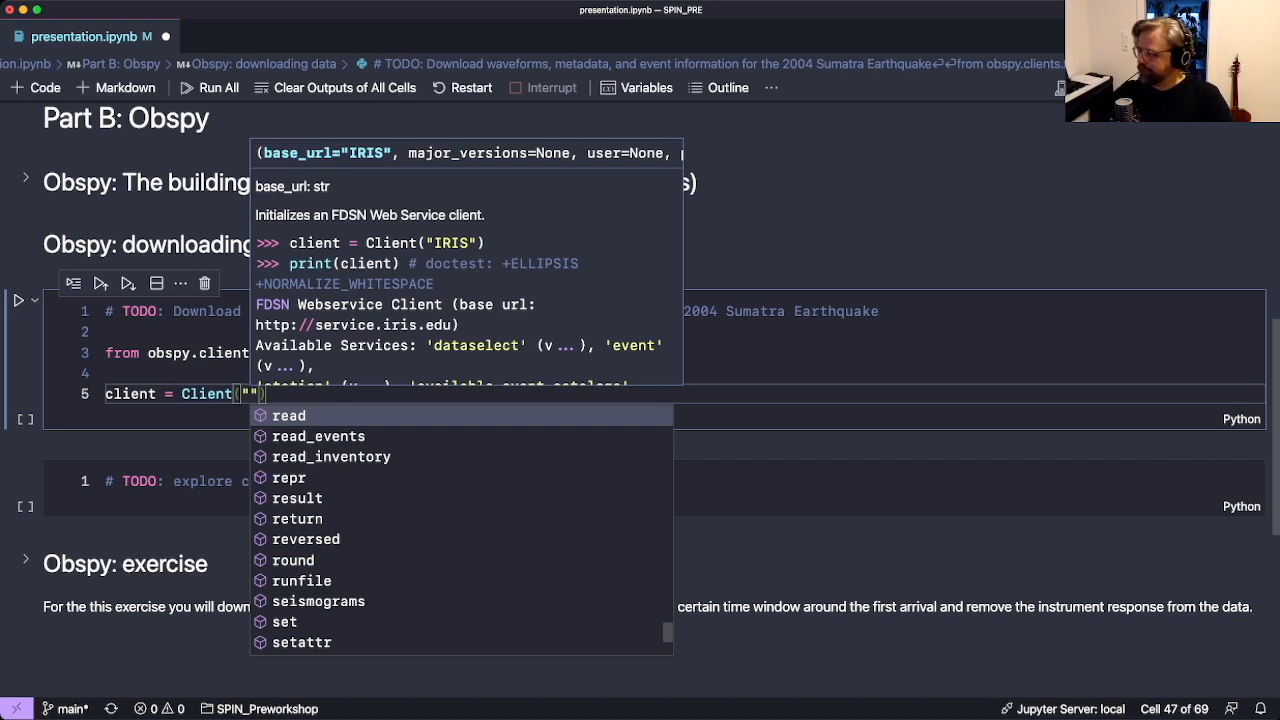 presentation.ipynb — SPIN_PRE
presentation.ipynb M
ion.ipynb > Part B: Obspy > Obspy: downloading data > # TODO: Download waveforms, metadata, and event information for the 2004 Sumatra Earthquake↵↵from obspy.clients.
+ Code + Markdown Run All Clear Outputs of All Cells Restart Interrupt Variables Outline ...
Part B: Obspy
(base_url="IRIS", major_versions=None, user=None, p
Obspy: The building s)
base_url: str
Initializes an FDSN Web Service client.
>>> client = Client("IRIS")
Obspy: downloading
>>> print(client) # doctest: +ELLIPSIS
+NORMALIZE_WHITESPACE
FDSN Webservice Client (base url:
http://service.iris.edu)
Available Services: 'dataselect' (v...), 'event'
(v...),
1 # TODO: Download 2004 Sumatra Earthquake
2
3 from obspy.client
4
5 client = Client("")
[ ] Python
read
read_events
read_inventory
repr
result
return
reversed
round
runfile
seismograms
set
setattr
1 # TODO: explore c
[ ] Python
Obspy: exercise
For the this exercise you will down certain time window around the first arrival and remove the instrument response from the data.
main* 0 0 SPIN_Preworkshop Jupyter Server: local Cell 47 of 69